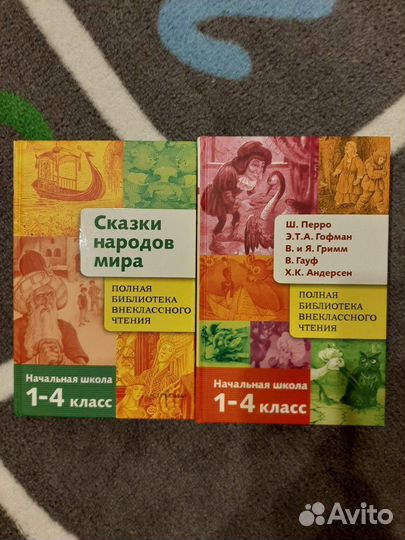 Сказки
народов
мира
ПОЛНАЯ
БИБЛИОТЕКА
ВНЕКЛАССНОГО
ЧТЕНИЯ
Начальная школа
1-4 класс
Ш. Перро
Э.Т.А. Гофман
В. и Я. Гримм
В. Гауф
Х.К. Андерсен
ПОЛНАЯ
БИБЛИОТЕКА
ВНЕКЛАССНОГО
ЧТЕНИЯ
Начальная школа
1-4 класс
Avito